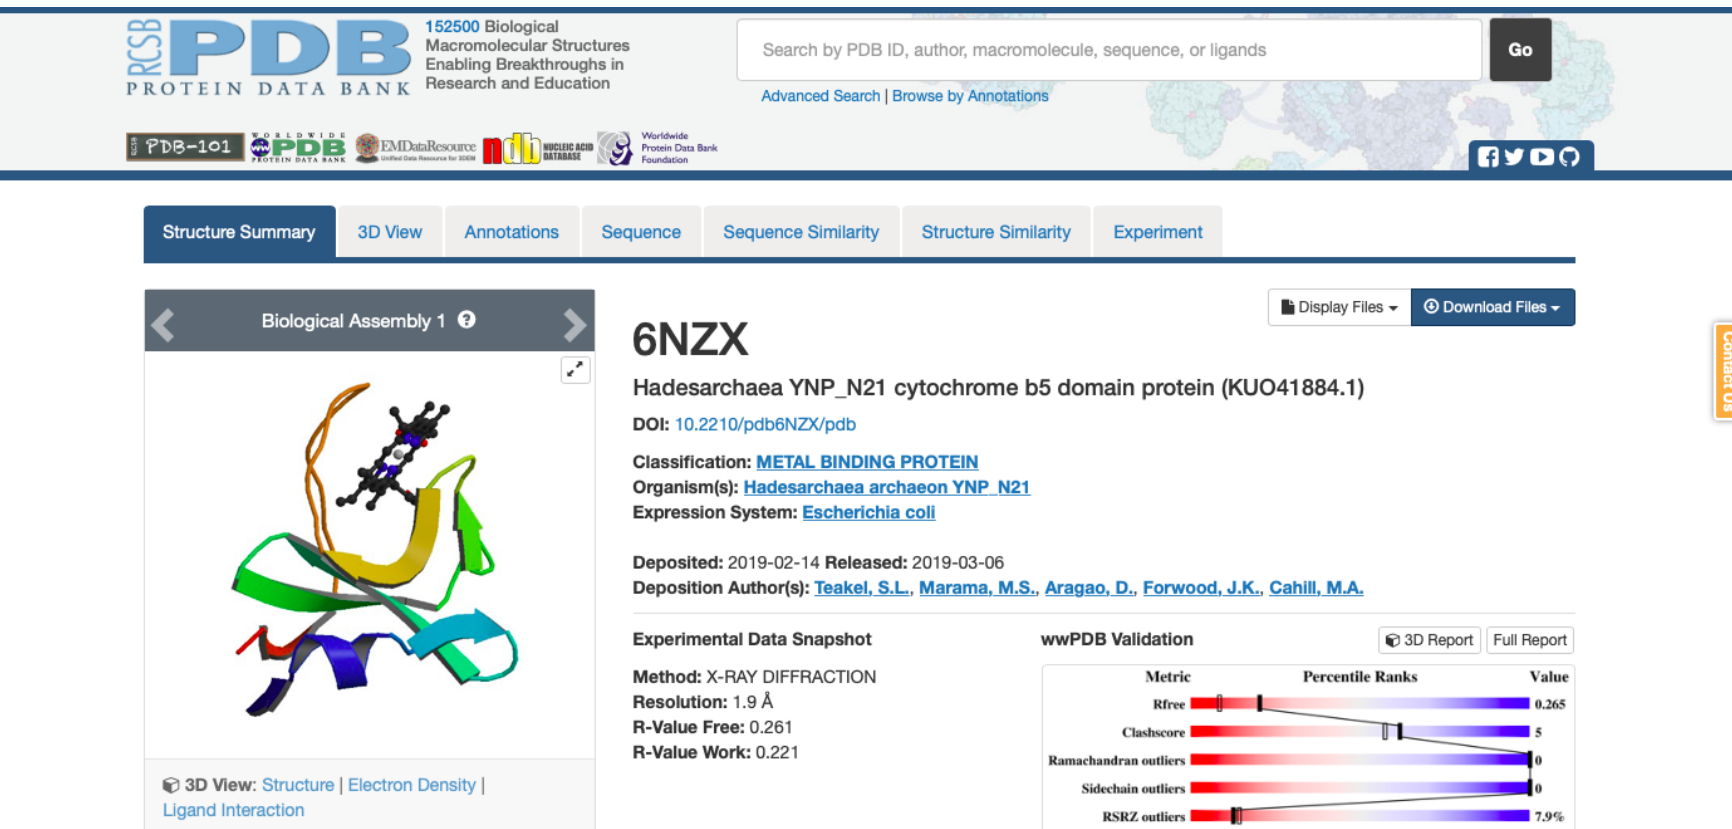 RCSB PDB
PROTEIN DATA BANK
152500 Biological
Macromolecular Structures
Enabling Breakthroughs in
Research and Education
Search by PDB ID, author, macromolecule, sequence, or ligands
Go
Advanced Search | Browse by Annotations
RCSB PDB-101
WORLDWIDE
PDB
PROTEIN DATA BANK
EMDataResource
Unified Data Resource for 3DEM
ndb NUCLEIC ACID
DATABASE
Worldwide
Protein Data Bank
Foundation
Structure Summary 3D View Annotations Sequence Sequence Similarity Structure Similarity Experiment
Biological Assembly 1
Display Files Download Files
6NZX
Hadesarchaea YNP_N21 cytochrome b5 domain protein (KUO41884.1)
DOI: 10.2210/pdb6NZX/pdb
Classification: METAL BINDING PROTEIN
Organism(s): Hadesarchaea archaeon YNP_N21
Expression System: Escherichia coli
Deposited: 2019-02-14 Released: 2019-03-06
Deposition Author(s): Teakel, S.L., Marama, M.S., Aragao, D., Forwood, J.K., Cahill, M.A.
Experimental Data Snapshot
Method: X-RAY DIFFRACTION
Resolution: 1.9 Å
R-Value Free: 0.261
R-Value Work: 0.221
wwPDB Validation
3D Report Full Report
Metric Percentile Ranks Value
Rfree 0.265
Clashscore 5
Ramachandran outliers 0
Sidechain outliers 0
RSRZ outliers 7.9%
3D View: Structure | Electron Density |
Ligand Interaction
Contact Us